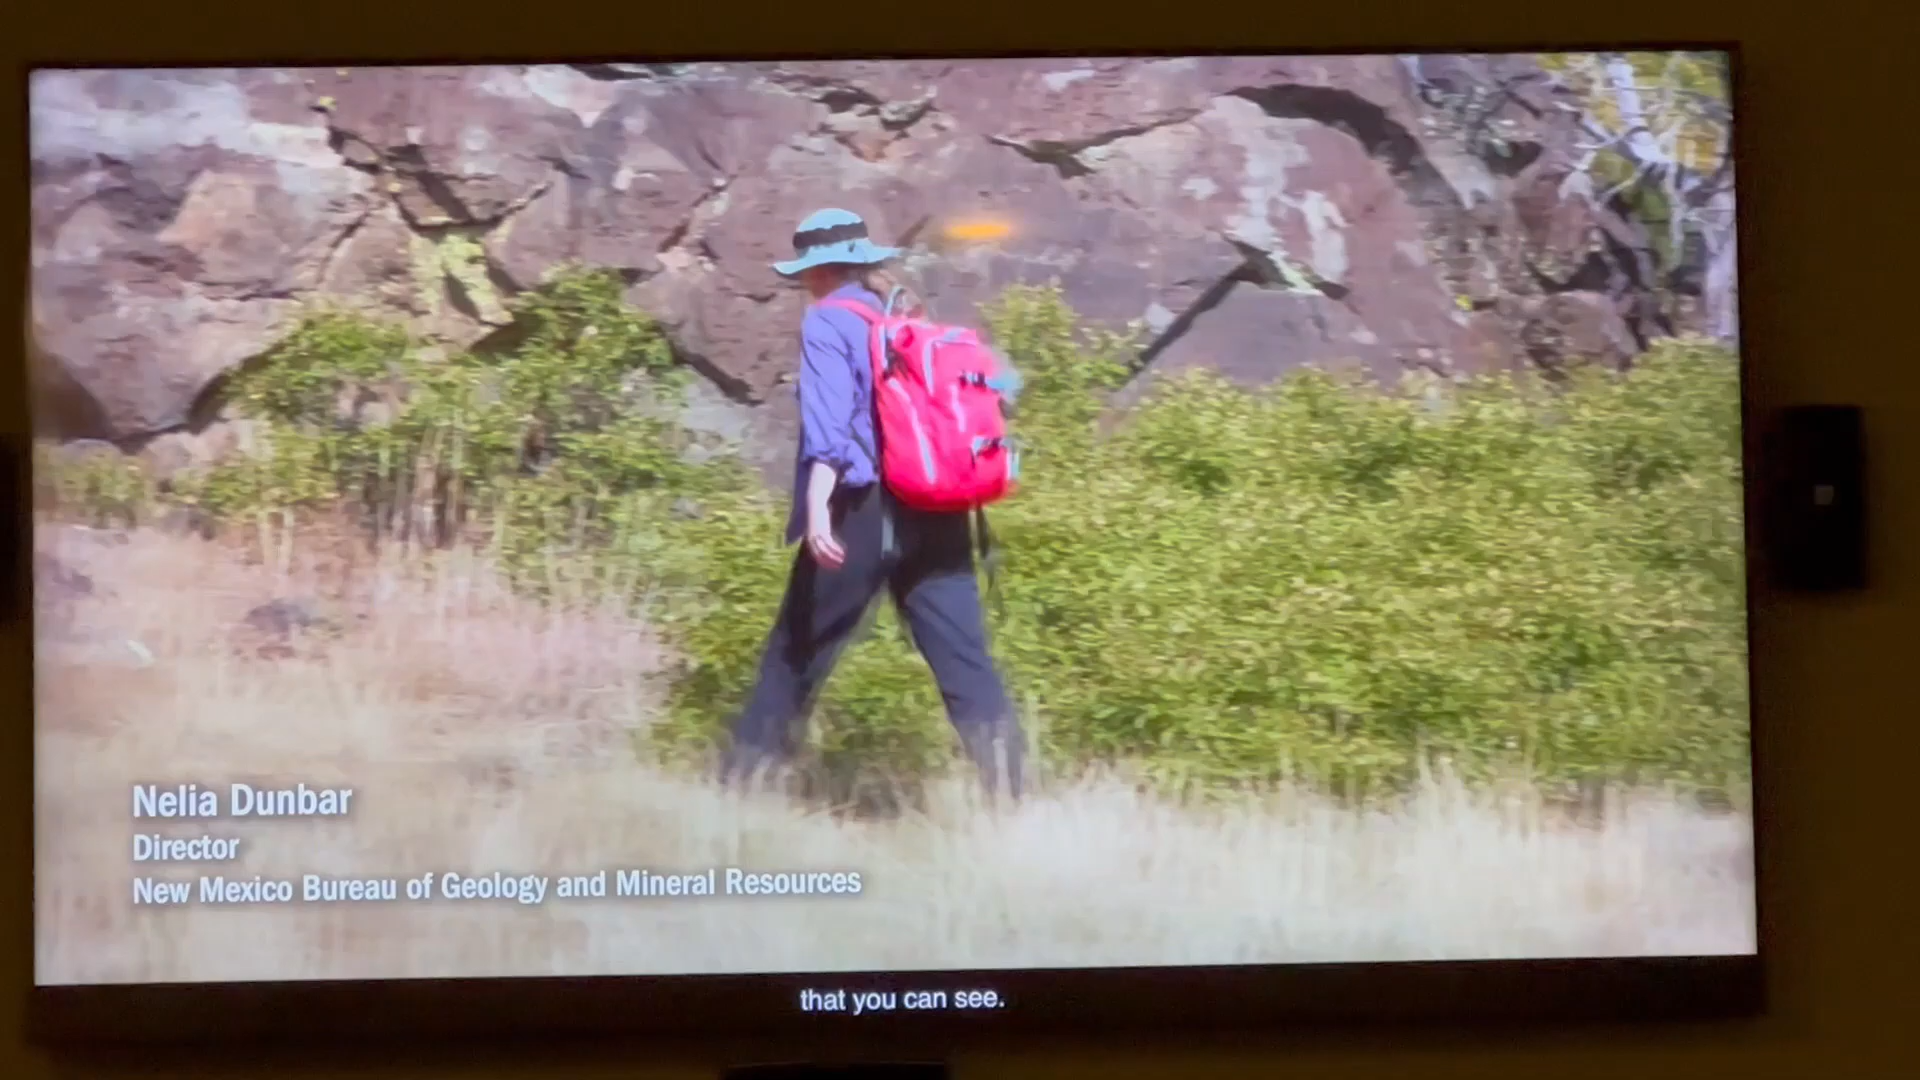 Nelia Dunbar
Director
New Mexico Bureau of Geology and Mineral Resources
that you can see.